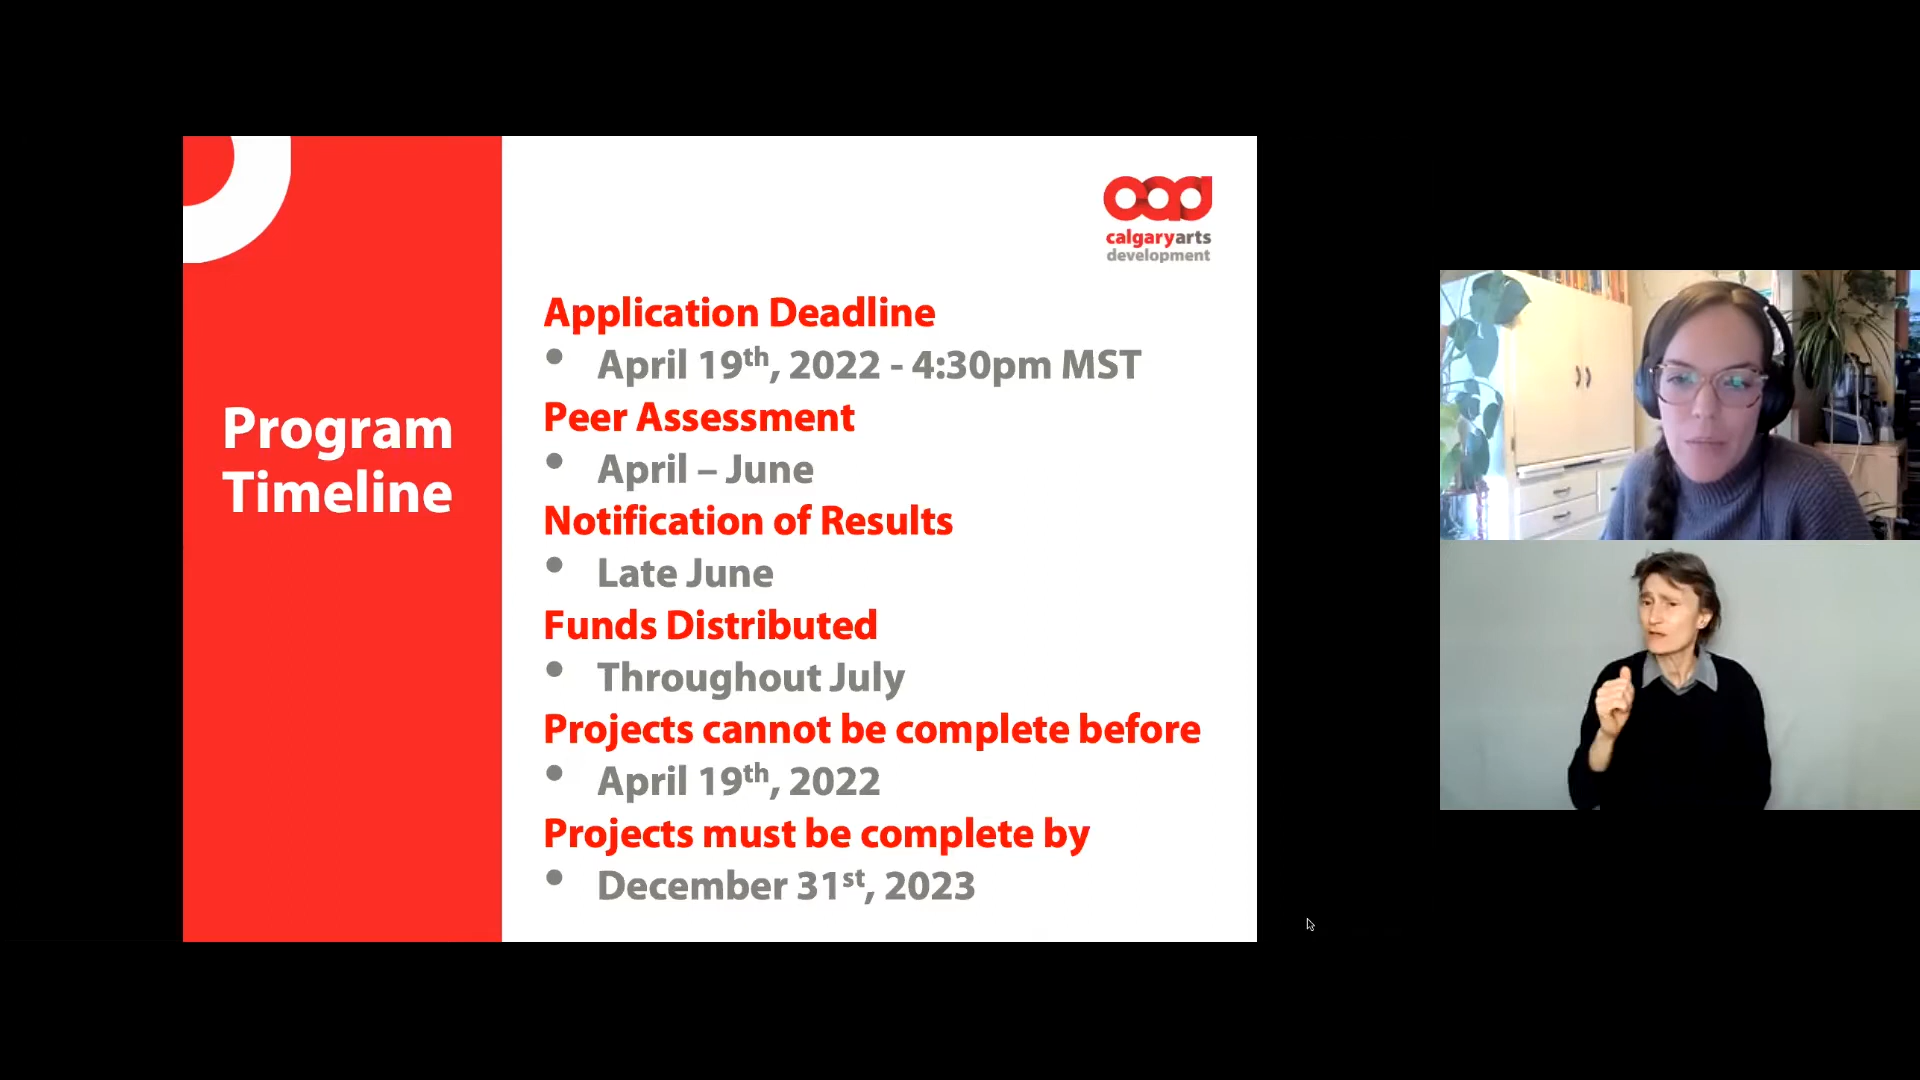 Program
Timeline
calgaryarts
development
Application Deadline
• April 19th, 2022 - 4:30pm MST
Peer Assessment
• April – June
Notification of Results
• Late June
Funds Distributed
• Throughout July
Projects cannot be complete before
• April 19th, 2022
Projects must be complete by
• December 31st, 2023